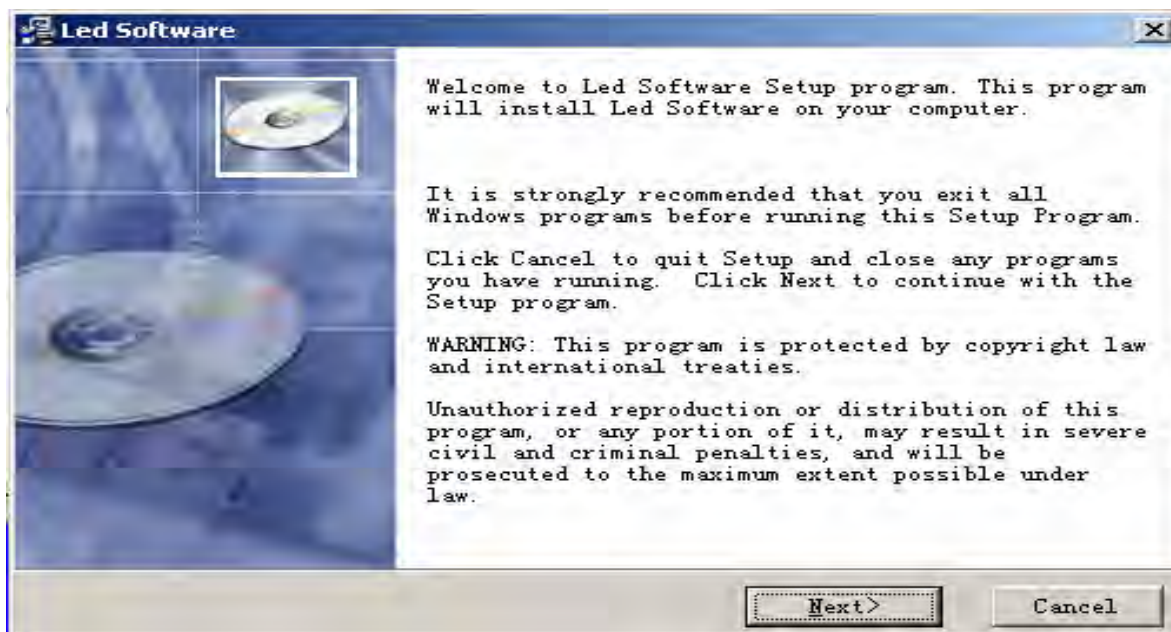 Led Software
Welcome to Led Software Setup program. This program
will install Led Software on your computer.
It is strongly recommended that you exit all
Windows programs before running this Setup Program.
Click Cancel to quit Setup and close any programs
you have running.  Click Next to continue with the
Setup program.
WARNING: This program is protected by copyright law
and international treaties.
Unauthorized reproduction or distribution of this
program, or any portion of it, may result in severe
civil and criminal penalties, and will be
prosecuted to the maximum extent possible under
law.
Next>
Cancel